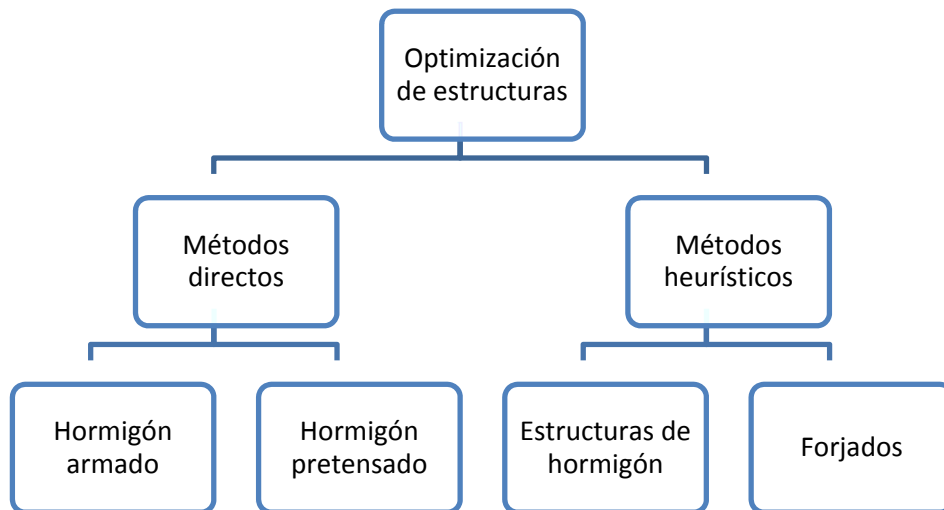 Optimización
de estructuras
Métodos
directos
Métodos
heurísticos
Hormigón
armado
Hormigón
pretensado
Estructuras de
hormigón
Forjados